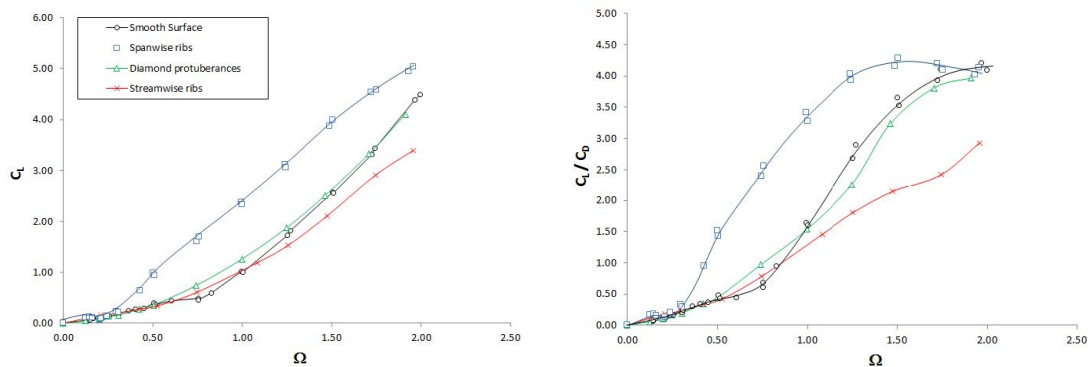 6.00
5.00
4.00
3.00
2.00
1.00
0.00
C_L
Smooth Surface
Spanwise ribs
Diamond protuberances
Streamwise ribs
0.00 0.50 1.00 1.50 2.00 2.50
Ω
5.00
4.50
4.00
3.50
3.00
2.50
2.00
1.50
1.00
0.50
0.00
C_L / C_D
0.00 0.50 1.00 1.50 2.00 2.50
Ω